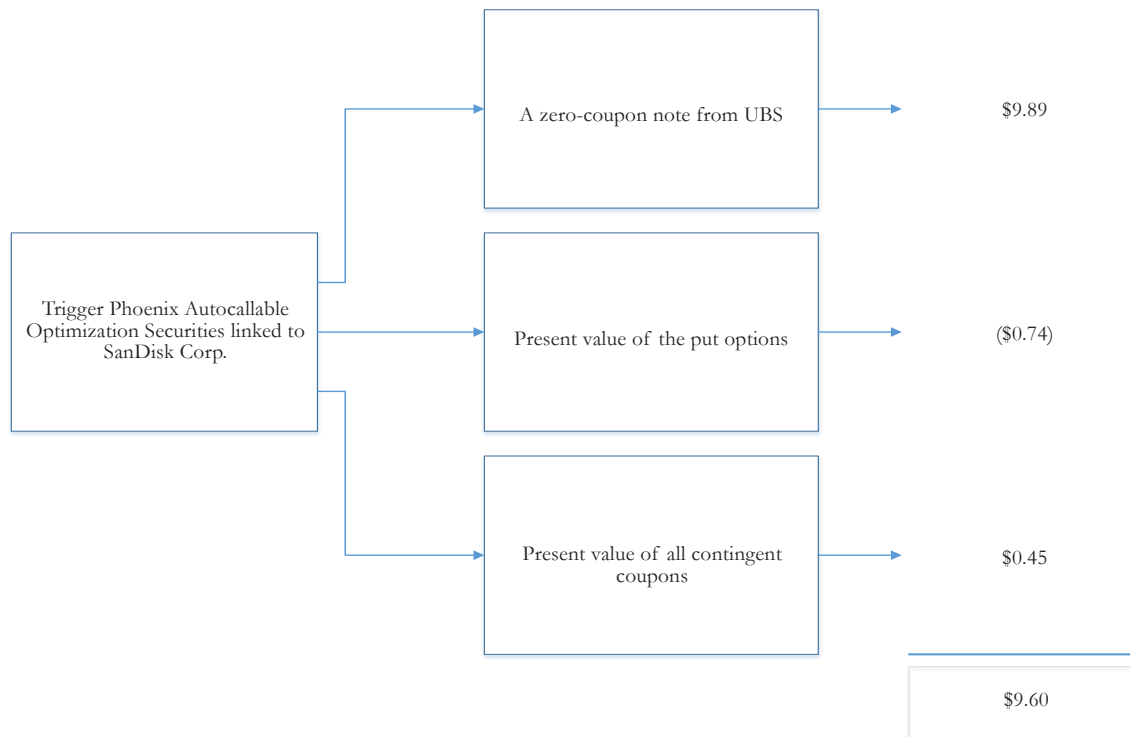 A zero-coupon note from UBS
$9.89
Trigger Phoenix Autocallable
Optimization Securities linked to
SanDisk Corp.
Present value of the put options
($0.74)
Present value of all contingent
coupons
$0.45
$9.60